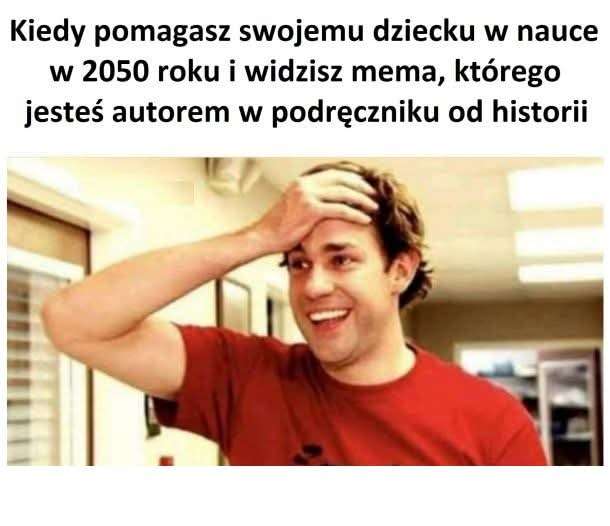 Kiedy pomagasz swojemu dziecku w nauce
w 2050 roku i widzisz mema, którego
jesteś autorem w podręczniku od historii